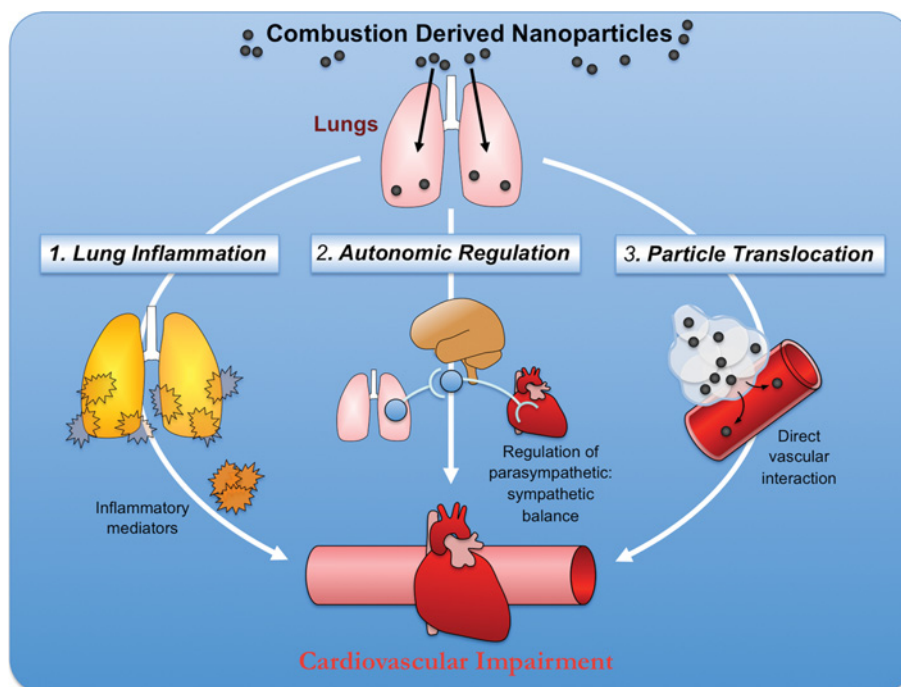 Combustion Derived Nanoparticles
Lungs
1. Lung Inflammation
2. Autonomic Regulation
3. Particle Translocation
Inflammatory
mediators
Regulation of
parasympathetic:
sympathetic
balance
Direct
vascular
interaction
Cardiovascular Impairment